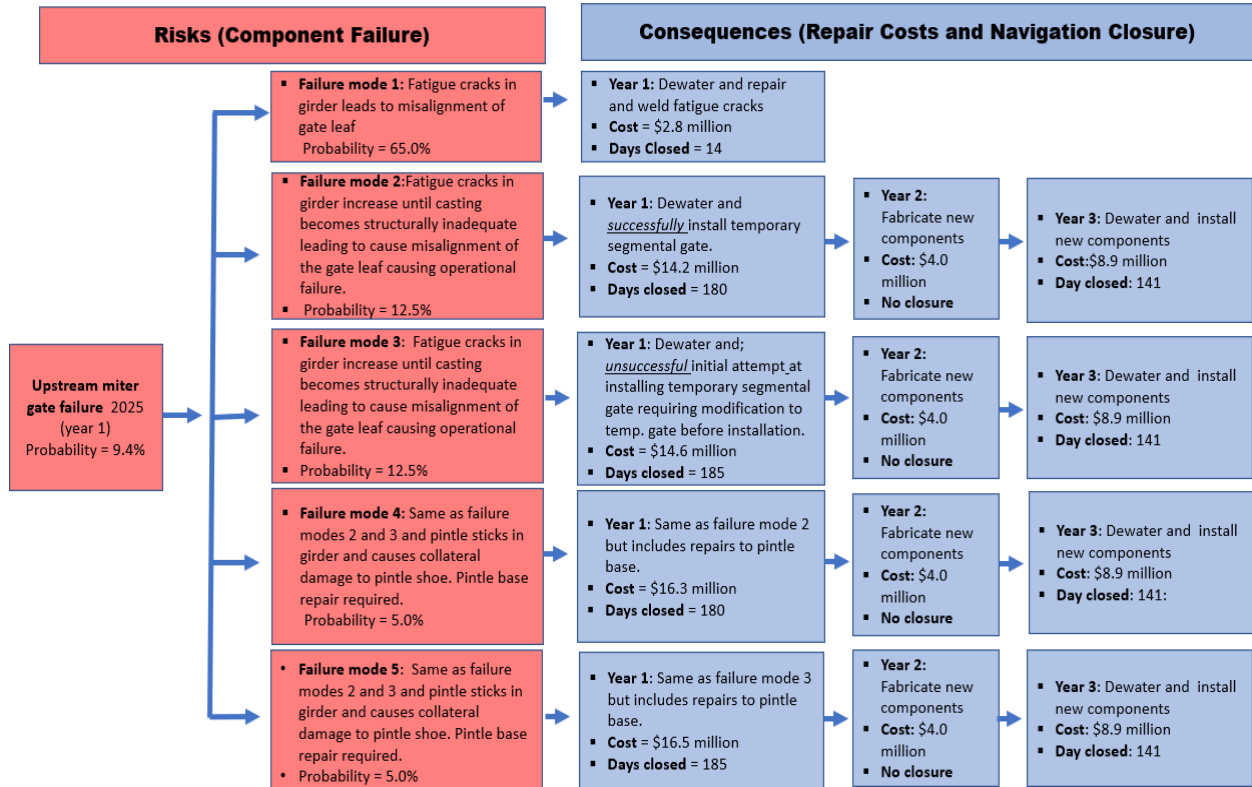 Risks (Component Failure)
Consequences (Repair Costs and Navigation Closure)
Upstream miter
gate failure 2025
(year 1)
Probability = 9.4%
▪ Failure mode 1: Fatigue cracks in
girder leads to misalignment of
gate leaf
Probability = 65.0%
▪ Year 1: Dewater and repair
and weld fatigue cracks
▪ Cost = $2.8 million
▪ Days Closed = 14
▪ Failure mode 2:Fatigue cracks in
girder increase until casting
becomes structurally inadequate
leading to cause misalignment of
the gate leaf causing operational
failure.
▪ Probability = 12.5%
▪ Year 1: Dewater and
successfully install temporary
segmental gate.
▪ Cost = $14.2 million
▪ Days closed = 180
▪ Year 2:
Fabricate new
components
▪ Cost: $4.0
million
▪ No closure
▪ Year 3: Dewater and install
new components
▪ Cost:$8.9 million
▪ Day closed: 141
▪ Failure mode 3: Fatigue cracks in
girder increase until casting
becomes structurally inadequate
leading to cause misalignment of
the gate leaf causing operational
failure.
▪ Probability = 12.5%
▪ Year 1: Dewater and;
unsuccessful initial attempt at
installing temporary segmental
gate requiring modification to
temp. gate before installation.
▪ Cost = $14.6 million
▪ Days closed = 185
▪ Year 2:
Fabricate new
components
▪ Cost: $4.0
million
▪ No closure
▪ Year 3: Dewater and install
new components
▪ Cost: $8.9 million
▪ Day closed: 141
▪ Failure mode 4: Same as failure
modes 2 and 3 and pintle sticks in
girder and causes collateral
damage to pintle shoe. Pintle base
repair required.
Probability = 5.0%
▪ Year 1: Same as failure mode 2
but includes repairs to pintle
base.
▪ Cost = $16.3 million
▪ Days closed = 180
▪ Year 2:
Fabricate new
components
▪ Cost: $4.0
million
▪ No closure
▪ Year 3: Dewater and install
new components
▪ Cost: $8.9 million
▪ Day closed: 141:
• Failure mode 5: Same as failure
modes 2 and 3 and pintle sticks in
girder and causes collateral
damage to pintle shoe. Pintle base
repair required.
• Probability = 5.0%
▪ Year 1: Same as failure mode 3
but includes repairs to pintle
base.
▪ Cost = $16.5 million
▪ Days closed = 185
▪ Year 2:
Fabricate new
components
▪ Cost: $4.0
million
▪ No closure
▪ Year 3: Dewater and install
new components
▪ Cost: $8.9 million
▪ Day closed: 141